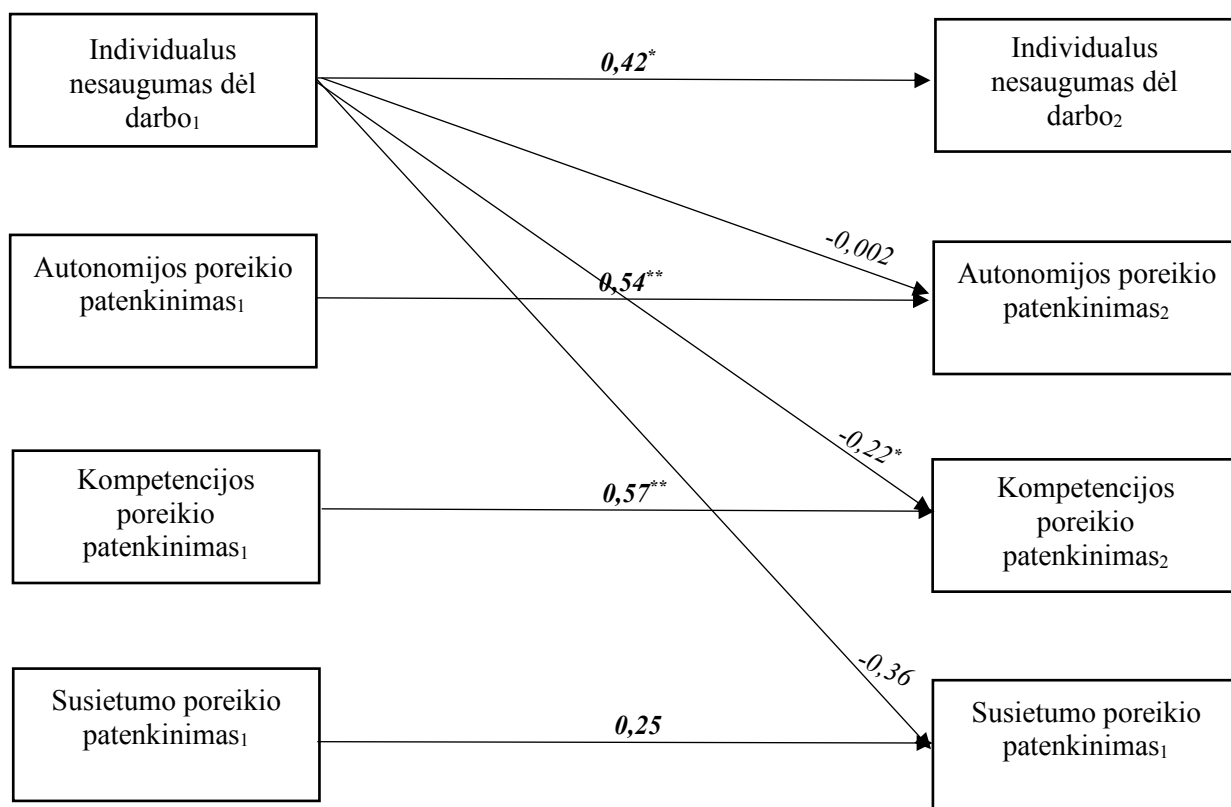 Individualus
nesaugumas dėl
darbo₁
0,42*
Individualus
nesaugumas dėl
darbo₂
-0,002
Autonomijos poreikio
patenkinimas₁
0,54**
Autonomijos poreikio
patenkinimas₂
-0,22*
Kompetencijos
poreikio
patenkinimas₁
0,57**
Kompetencijos
poreikio
patenkinimas₂
-0,36
Susietumo poreikio
patenkinimas₁
0,25
Susietumo poreikio
patenkinimas₁